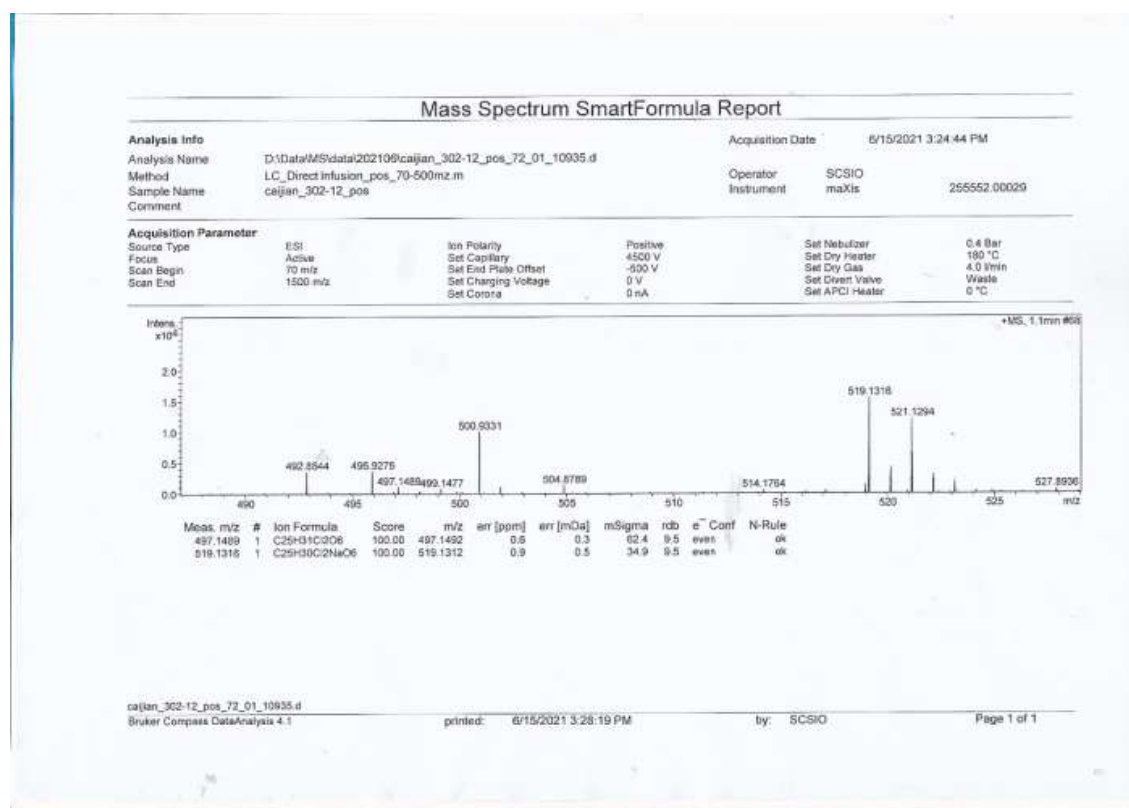 Mass Spectrum SmartFormula Report
Analysis Info Acquisition Date 6/15/2021 3:24:44 PM
Analysis Name D:\Data\MS\data\202106\caijian_302-12_pos_72_01_10935.d
Method LC_Direct Infusion_pos_70-500mz.m Operator SCSIO
Sample Name caijian_302-12_pos Instrument maXis 255552.00029
Comment
Acquisition Parameter
Source Type ESI Ion Polarity Positive Set Nebulizer 0.4 Bar
Focus Active Set Capillary 4500 V Set Dry Heater 180 °C
Scan Begin 70 m/z Set End Plate Offset -500 V Set Dry Gas 4.0 l/min
Scan End 1500 m/z Set Charging Voltage 0 V Set Divert Valve Waste
Set Corona 0 nA Set APCI Heater 0 °C
Intens. +MS, 1.1min #68
x10
2.0
1.5 519.1316
521.1294
1.0 500.9331
0.5 492.8544 495.9275 497.1489 499.1477 504.8789 514.1764 527.8936
0.0
490 495 500 505 510 515 520 525 m/z
Meas. m/z # Ion Formula Score m/z err [ppm] err [mDa] mSigma rdb e¯ Conf N-Rule
497.1489 1 C25H31Cl2O6 100.00 497.1492 0.6 0.3 62.4 9.5 even ok
519.1316 1 C25H30Cl2NaO6 100.00 519.1312 0.9 0.5 34.9 9.5 even ok
caijian_302-12_pos_72_01_10935.d
Bruker Compass DataAnalysis 4.1 printed: 6/15/2021 3:28:19 PM by: SCSIO Page 1 of 1